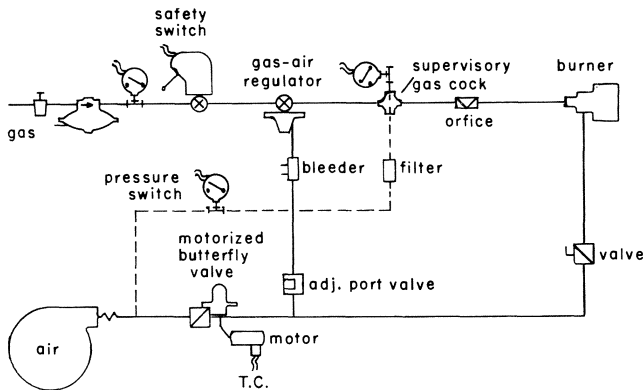 safety
switch
gas-air
regulator
supervisory
gas cock
burner
gas
orfice
pressure
switch
bleeder
filter
motorized
butterfly
valve
valve
adj. port valve
air
motor
T.C.